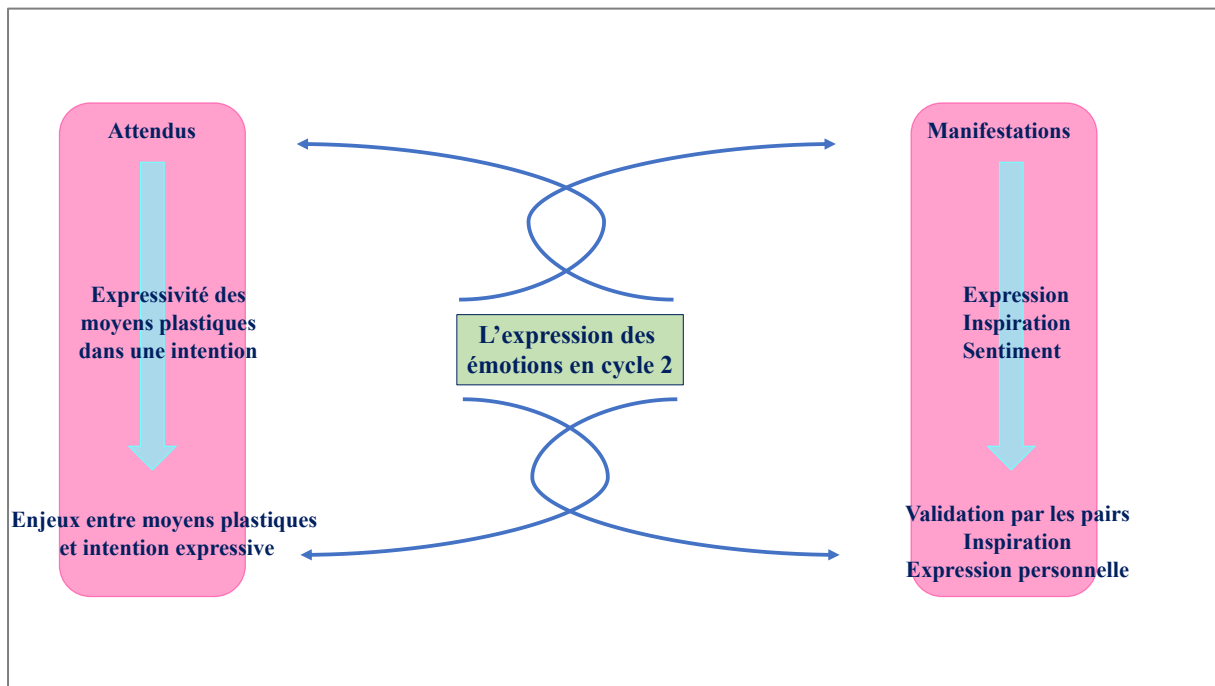 Attendus
Expressivité des
moyens plastiques
dans une intention
Enjeux entre moyens plastiques
et intention expressive
L’expression des
émotions en cycle 2
Manifestations
Expression
Inspiration
Sentiment
Validation par les pairs
Inspiration
Expression personnelle